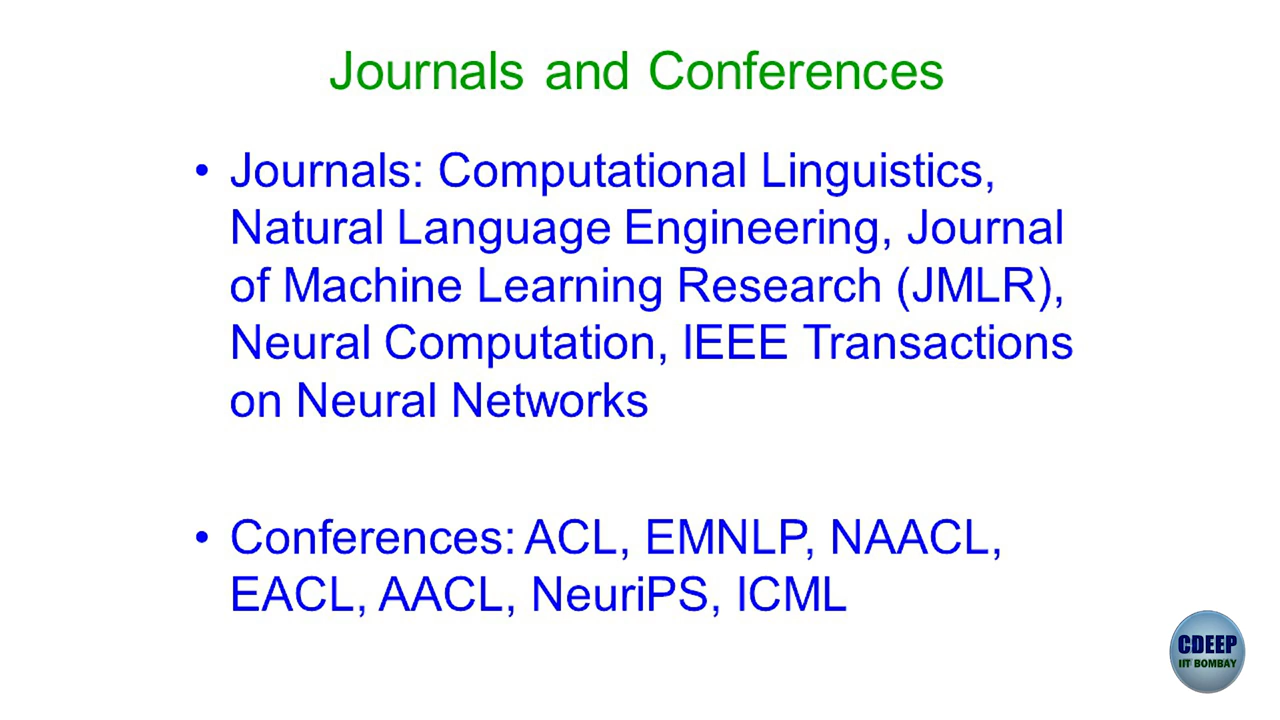 Journals and Conferences
• Journals: Computational Linguistics,
Natural Language Engineering, Journal
of Machine Learning Research (JMLR),
Neural Computation, IEEE Transactions
on Neural Networks
• Conferences: ACL, EMNLP, NAACL,
EACL, AACL, NeuriPS, ICML
CDEEP
IIT BOMBAY